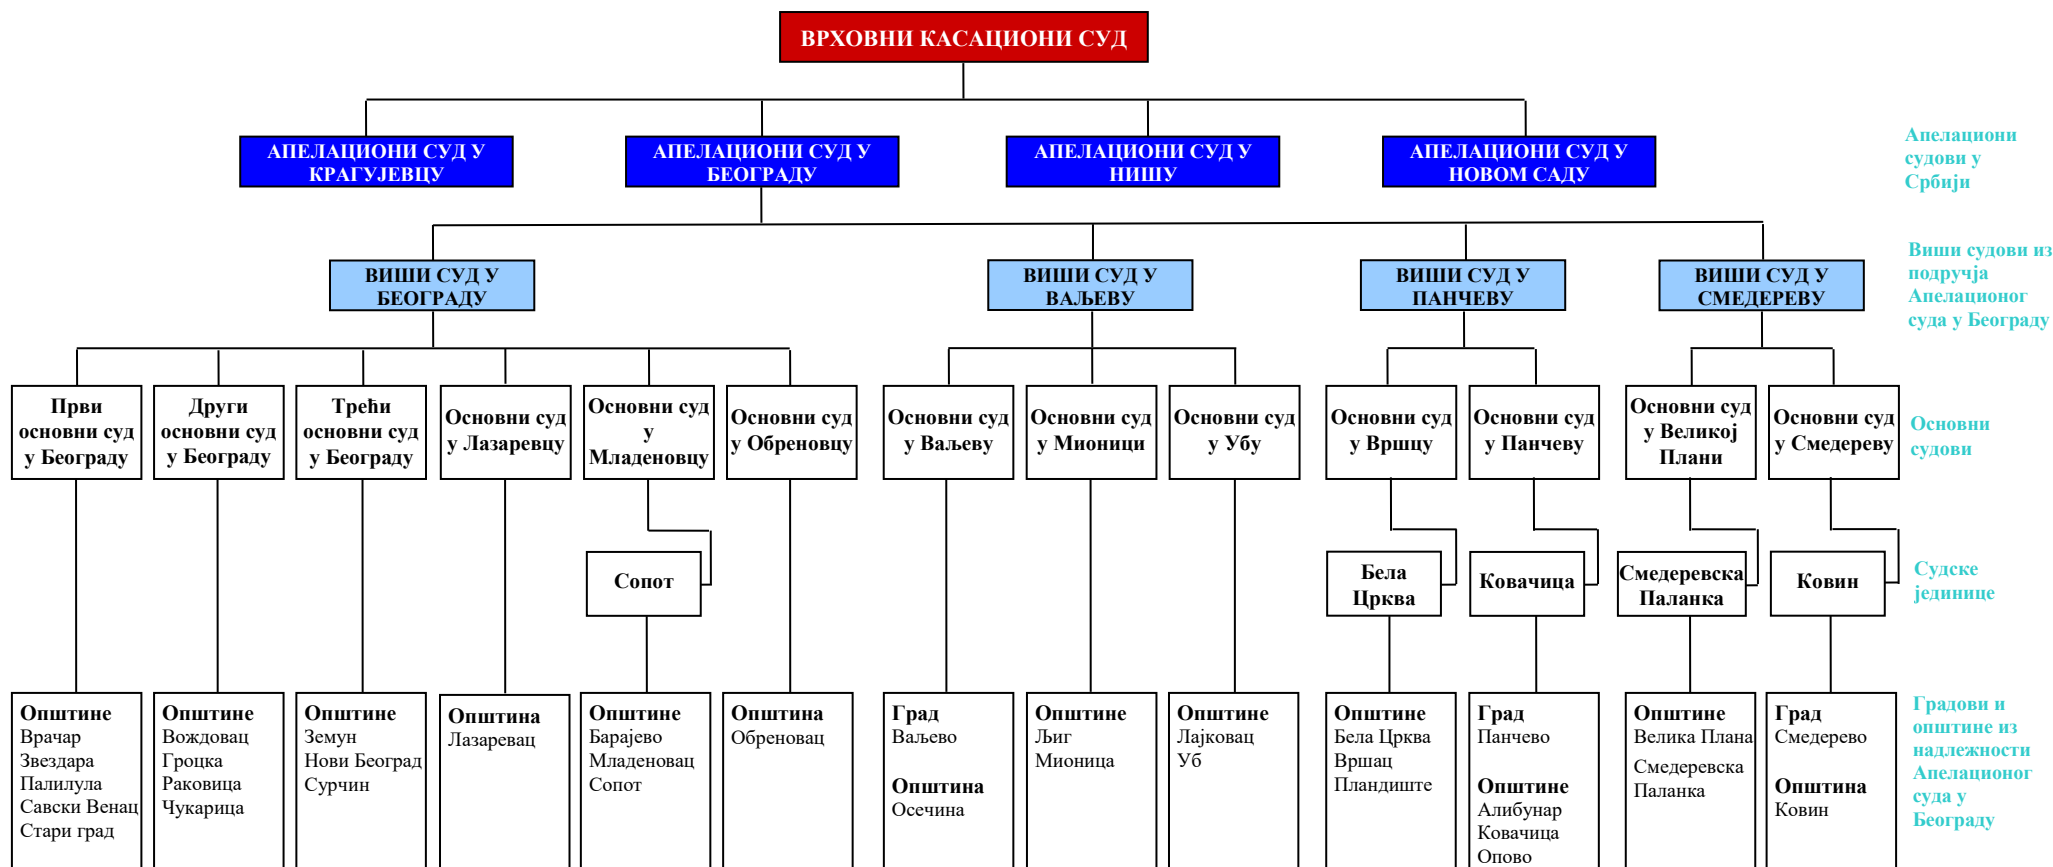 ВРХОВНИ КАСАЦИОНИ СУД
АПЕЛАЦИОНИ СУД У
КРАГУЈЕВЦУ
АПЕЛАЦИОНИ СУД У
БЕОГРАДУ
АПЕЛАЦИОНИ СУД У
НИШУ
АПЕЛАЦИОНИ СУД У
НОВОМ САДУ
Апелациони
судови у
Србији
ВИШИ СУД У
БЕОГРАДУ
ВИШИ СУД У
ВАЉЕВУ
ВИШИ СУД У
ПАНЧЕВУ
ВИШИ СУД У
СМЕДЕРЕВУ
Виши судови из
подручја
Апелационог
суда у Београду
Први
основни суд
у Београду
Други
основни суд
у Београду
Трећи
основни суд
у Београду
Основни суд
у Лазаревцу
Основни суд
у
Младеновцу
Основни суд
у Обреновцу
Основни суд
у Ваљеву
Основни суд
у Мионици
Основни суд
у Убу
Основни суд
у Вршцу
Основни суд
у Панчеву
Основни суд
у Великој
Плани
Основни суд
у Смедереву
Основни
судови
Сопот
Бела
Црква
Ковачица
Смедеревска
Паланка
Ковин
Судске
јединице
Општине
Врачар
Звездара
Палилула
Савски Венац
Стари град
Општине
Вождовац
Гроцка
Раковица
Чукарица
Општине
Земун
Нови Београд
Сурчин
Општина
Лазаревац
Општине
Барајево
Младеновац
Сопот
Општина
Обреновац
Град
Ваљево
Општина
Осечина
Општине
Љиг
Мионица
Општине
Лајковац
Уб
Општине
Бела Црква
Вршац
Пландиште
Град
Панчево
Општине
Алибунар
Ковачица
Опово
Општине
Велика Плана
Смедеревска
Паланка
Град
Смедерево
Општина
Ковин
Градови и
општине из
надлежности
Апелационог
суда у
Београду